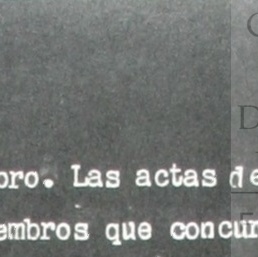 bro. Las actas de
embros que concur